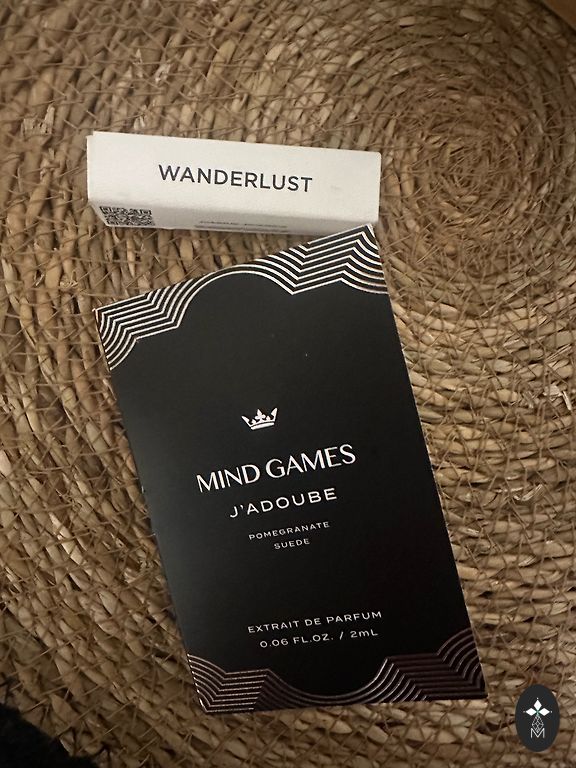 WANDERLUST
MIND GAMES
J'ADOUBE
POMEGRANATE
SUEDE
EXTRAIT DE PARFUM
0.06 FL.OZ. / 2mL
M